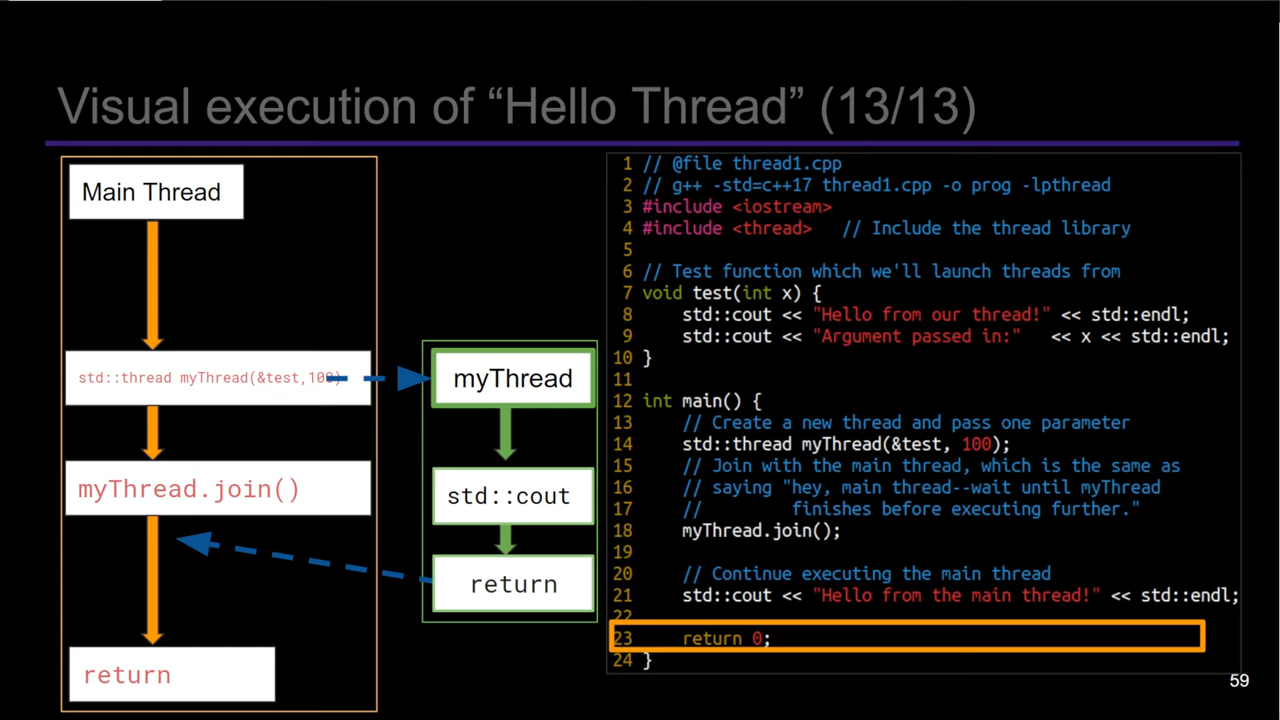 Visual execution of “Hello Thread” (13/13)
Main Thread
std::thread myThread(&test,100)
myThread.join()
return
myThread
std::cout
return
1 // @file thread1.cpp
2 // g++ -std=c++17 thread1.cpp -o prog -lpthread
3 #include <iostream>
4 #include <thread>   // Include the thread library
5
6 // Test function which we'll launch threads from
7 void test(int x) {
8     std::cout << "Hello from our thread!" << std::endl;
9     std::cout << "Argument passed in:"   << x << std::endl;
10 }
11
12 int main() {
13     // Create a new thread and pass one parameter
14     std::thread myThread(&test, 100);
15     // Join with the main thread, which is the same as
16     // saying "hey, main thread--wait until myThread
17     //         finishes before executing further."
18     myThread.join();
19
20     // Continue executing the main thread
21     std::cout << "Hello from the main thread!" << std::endl;
22
23     return 0;
24 }
59